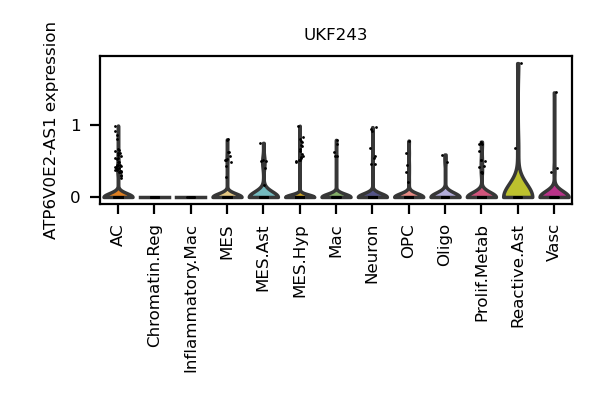 UKF243
ATP6V0E2-AS1 expression
1
0
AC
Chromatin.Reg
Inflammatory.Mac
MES
MES.Ast
MES.Hyp
Mac
Neuron
OPC
Oligo
Prolif.Metab
Reactive.Ast
Vasc